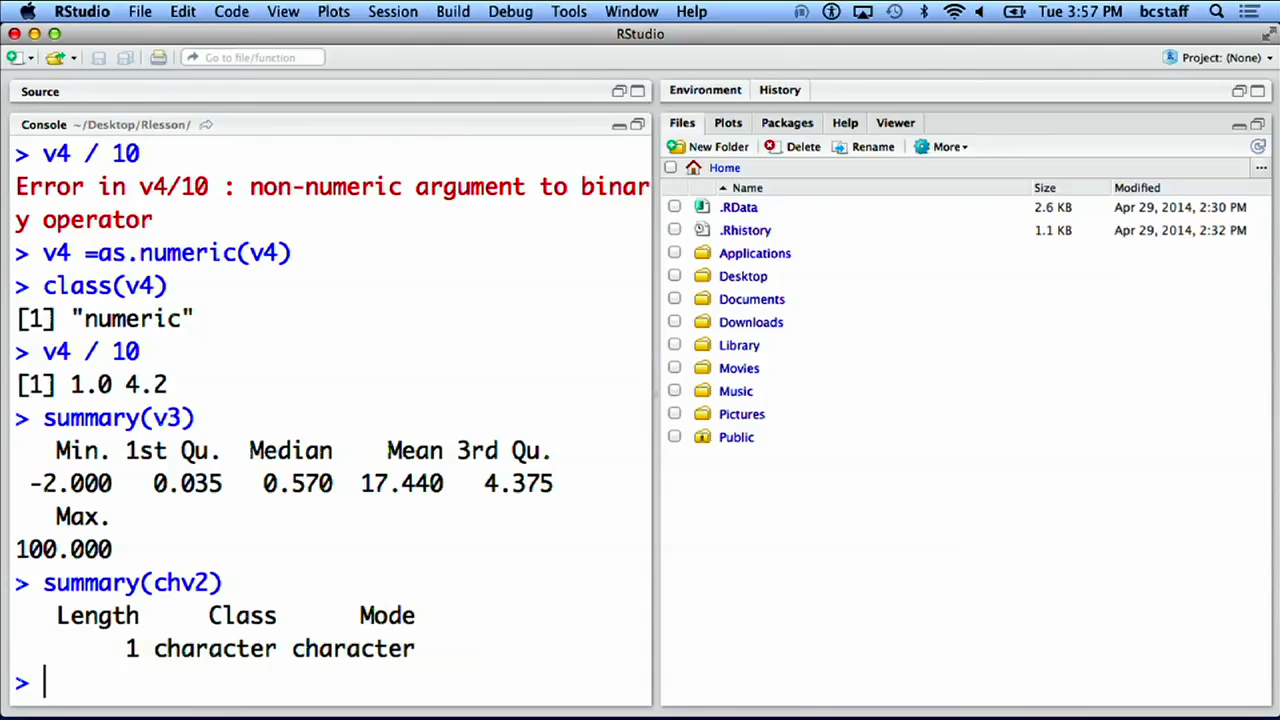 RStudio File Edit Code View Plots Session Build Debug Tools Window Help Tue 3:57 PM bcstaff
RStudio
Go to file/function Project: (None)
Source
Console ~/Desktop/Rlesson/
> v4 / 10
Error in v4/10 : non-numeric argument to binar
y operator
> v4 =as.numeric(v4)
> class(v4)
[1] "numeric"
> v4 / 10
[1] 1.0 4.2
> summary(v3)
Min. 1st Qu. Median Mean 3rd Qu.
-2.000 0.035 0.570 17.440 4.375
Max.
100.000
> summary(chv2)
Length Class Mode
1 character character
>
Environment History
Files Plots Packages Help Viewer
New Folder Delete Rename More
Home ...
Name Size Modified
.RData 2.6 KB Apr 29, 2014, 2:30 PM
.Rhistory 1.1 KB Apr 29, 2014, 2:32 PM
Applications
Desktop
Documents
Downloads
Library
Movies
Music
Pictures
Public